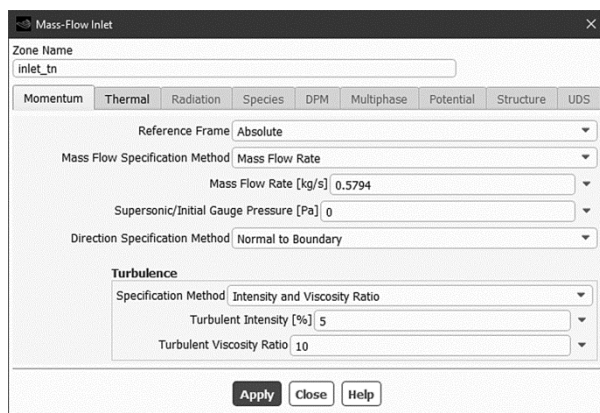 Mass-Flow Inlet
Zone Name
inlet_tn
Momentum Thermal Radiation Species DPM Multiphase Potential Structure UDS
Reference Frame Absolute
Mass Flow Specification Method Mass Flow Rate
Mass Flow Rate [kg/s] 0.5794
Supersonic/Initial Gauge Pressure [Pa] 0
Direction Specification Method Normal to Boundary
Turbulence
Specification Method Intensity and Viscosity Ratio
Turbulent Intensity [%] 5
Turbulent Viscosity Ratio 10
Apply Close Help